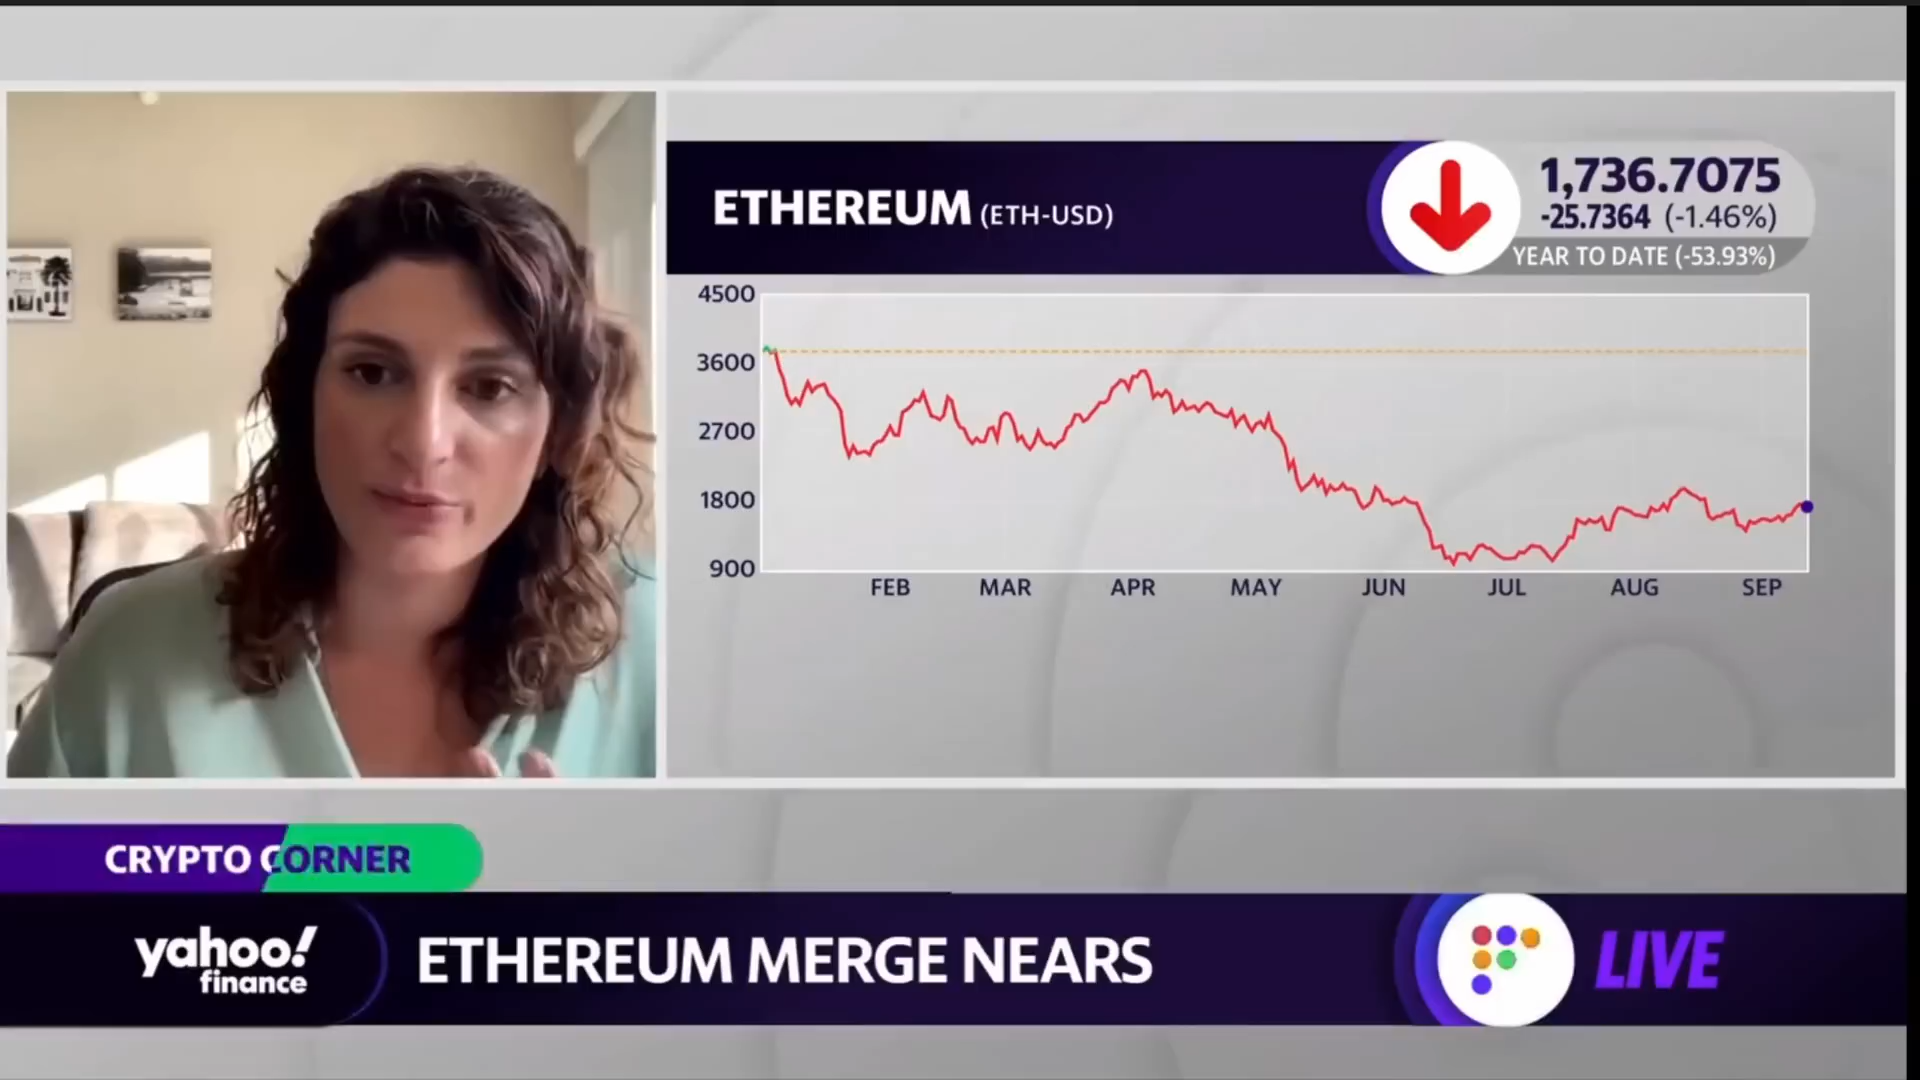 ETHEREUM (ETH-USD)
1,736.7075
-25.7364 (-1.46%)
YEAR TO DATE (-53.93%)
4500
3600
2700
1800
900
FEB MAR APR MAY JUN JUL AUG SEP
CRYPTO CORNER
yahoo!
finance
ETHEREUM MERGE NEARS
LIVE